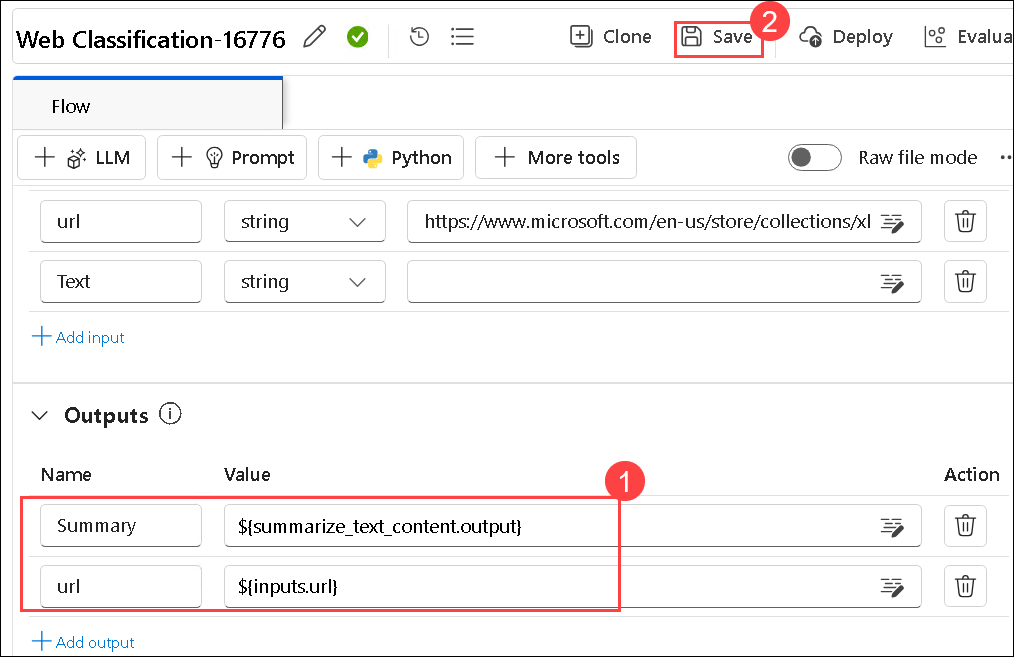 Web Classification-16776 Clone Save 2 Deploy Evalua
Flow
LLM Prompt Python More tools Raw file mode
url string https://www.microsoft.com/en-us/store/collections/xl
Text string
Add input
Outputs
Name Value 1 Action
Summary ${summarize_text_content.output}
url ${inputs.url}
Add output